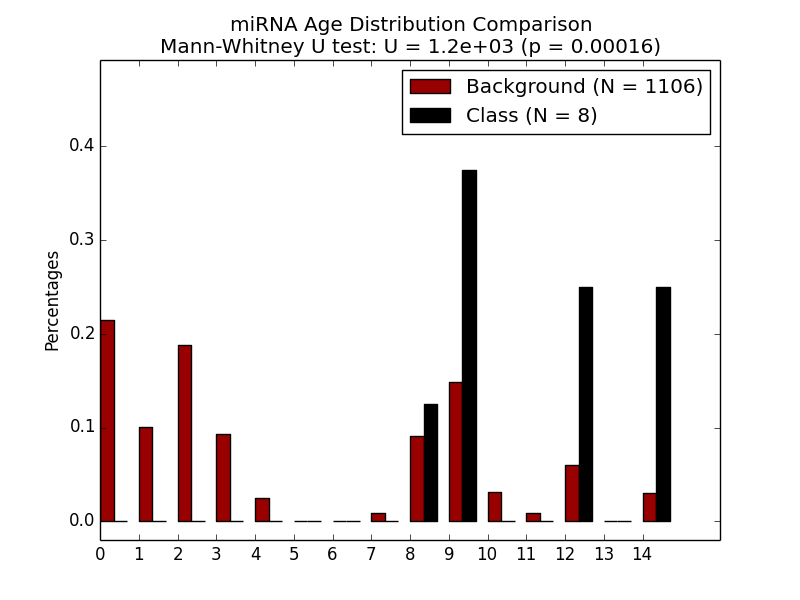 miRNA Age Distribution Comparison
Mann-Whitney U test: U = 1.2e+03 (p = 0.00016)
Background (N = 1106)
Class (N = 8)
Percentages
0.4
0.3
0.2
0.1
0.0
0 1 2 3 4 5 6 7 8 9 10 11 12 13 14